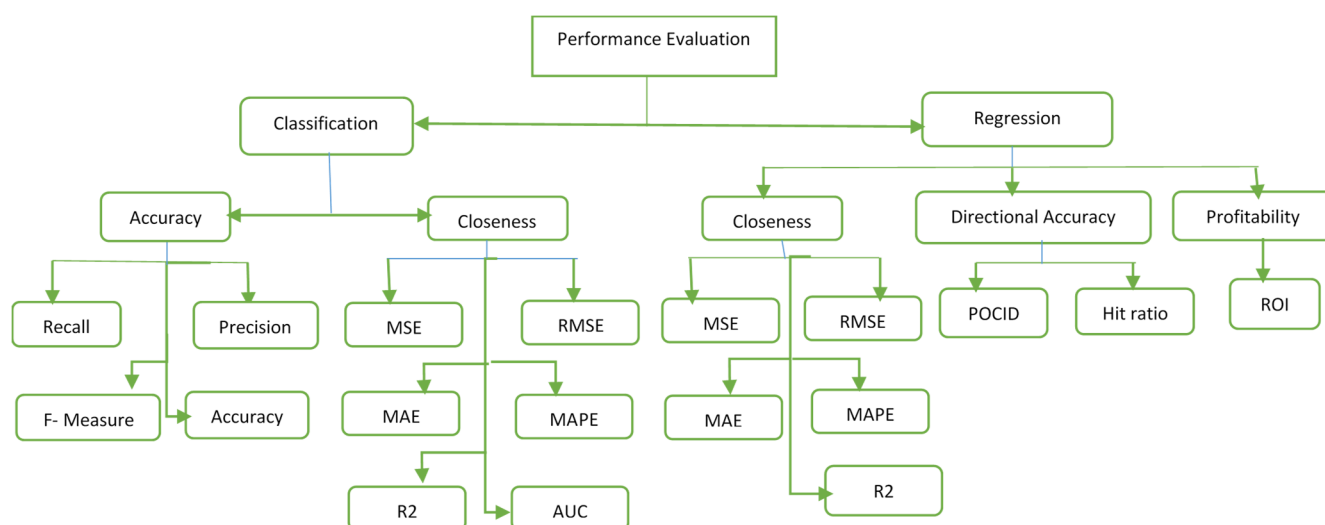 Performance Evaluation
Classification
Regression
Accuracy
Closeness
Closeness
Directional Accuracy
Profitability
Recall
Precision
MSE
RMSE
MSE
RMSE
POCID
Hit ratio
ROI
F- Measure
Accuracy
MAE
MAPE
MAE
MAPE
R2
AUC
R2